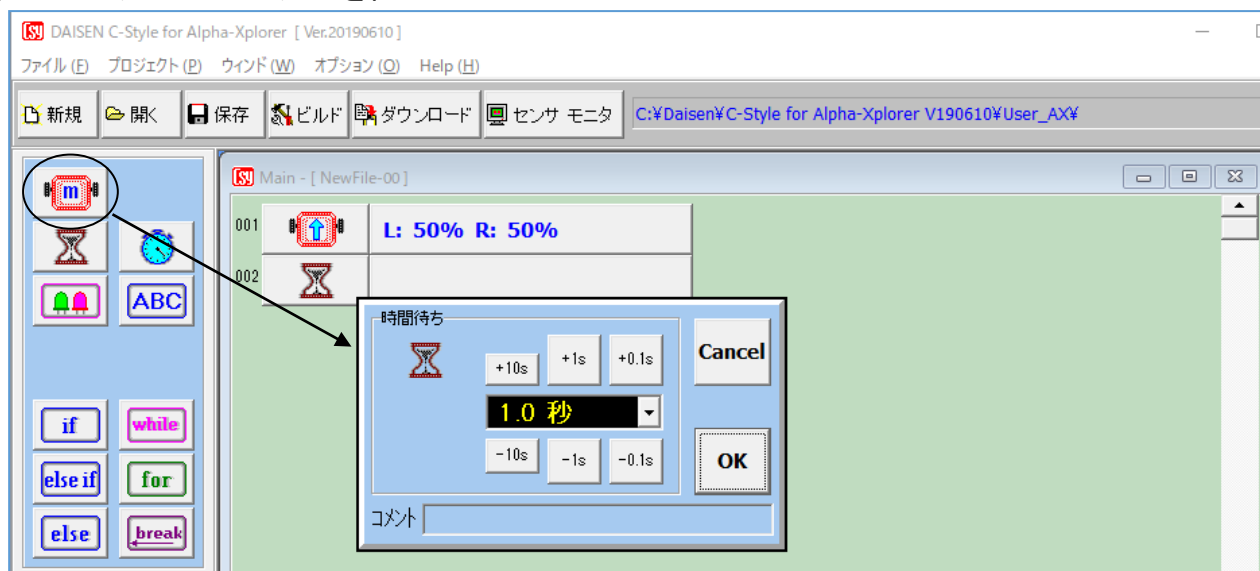 DAISEN C-Style for Alpha-Xplorer [ Ver.20190610 ]
ファイル (F) プロジェクト (P) ウィンド (W) オプション (O) Help (H)
新規 開く 保存 ビルド ダウンロード センサ モニタ C:¥Daisen¥C-Style for Alpha-Xplorer V190610¥User_AX¥
m
Main - [ NewFile-00 ]
001 L: 50% R: 50%
002
ABC
時間待ち
+10s +1s +0.1s Cancel
1.0 秒
-10s -1s -0.1s OK
コメント
if while
else if for
else break